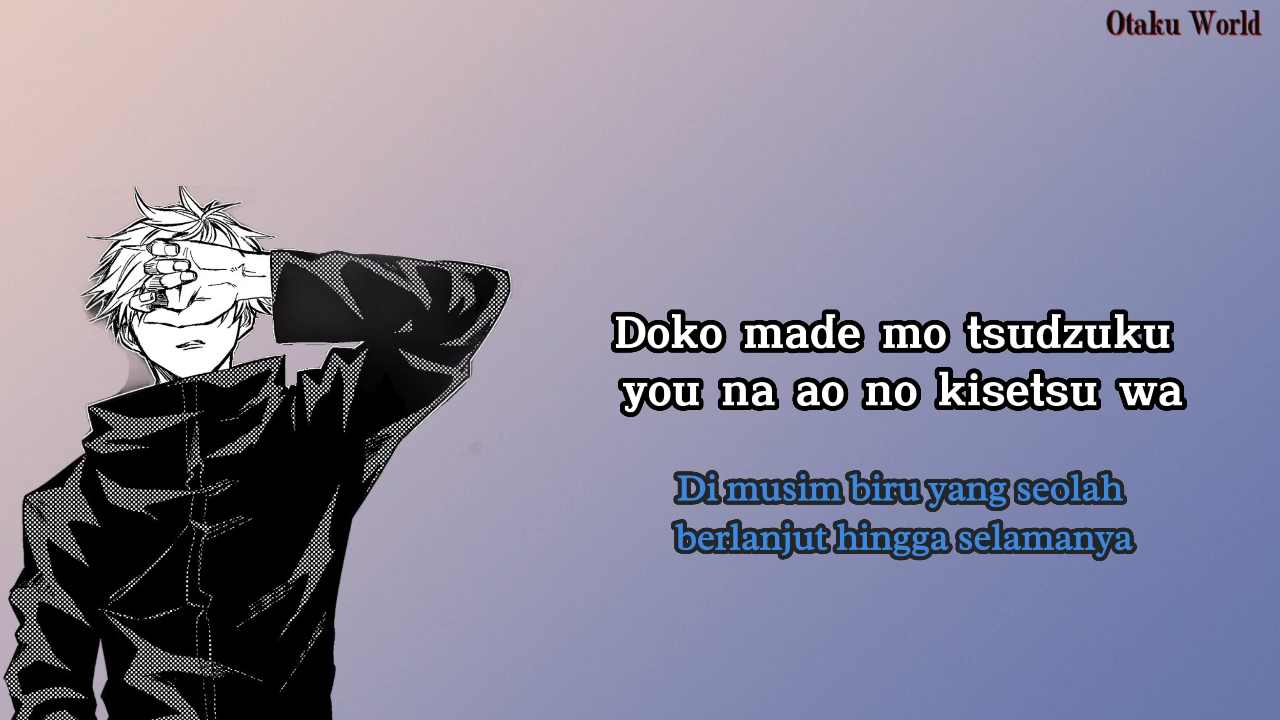 Otaku World
Doko made mo tsudzuku
you na ao no kisetsu wa
Di musim biru yang seolah
berlanjut hingga selamanya